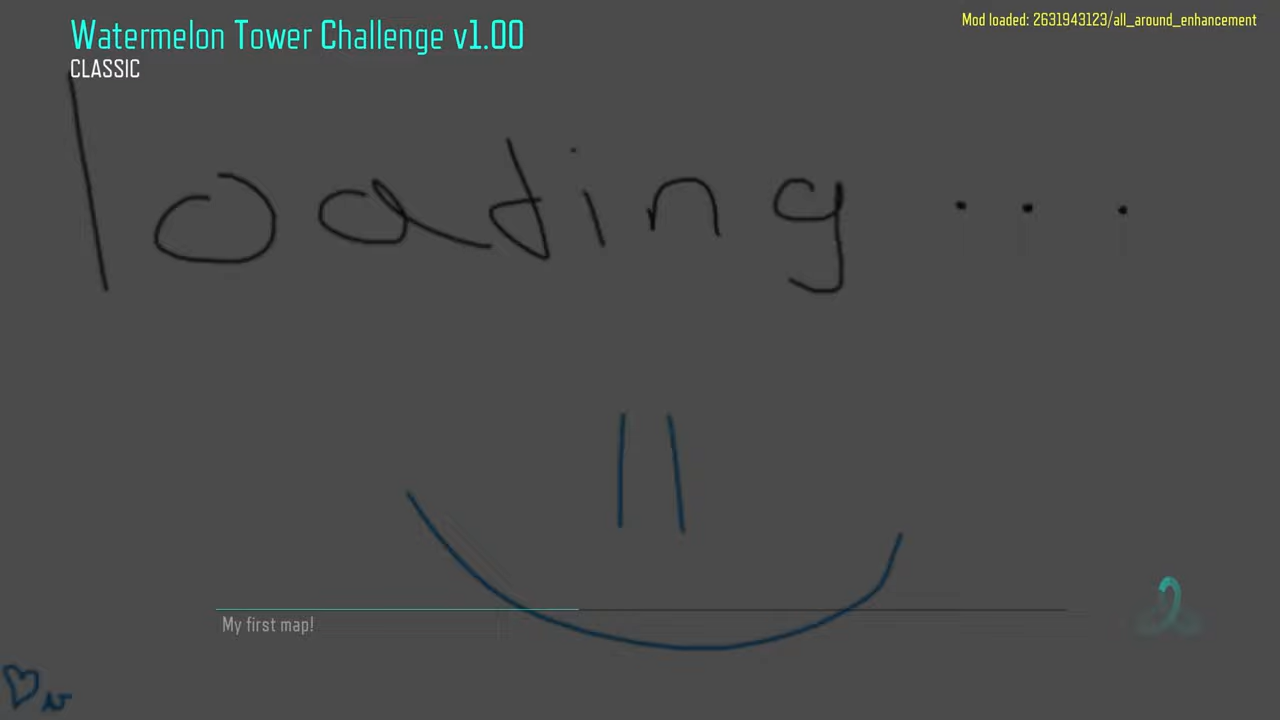 Watermelon Tower Challenge v1.00
Mod loaded: 2631943123/all_around_enhancement
CLASSIC
loading...
My first map!